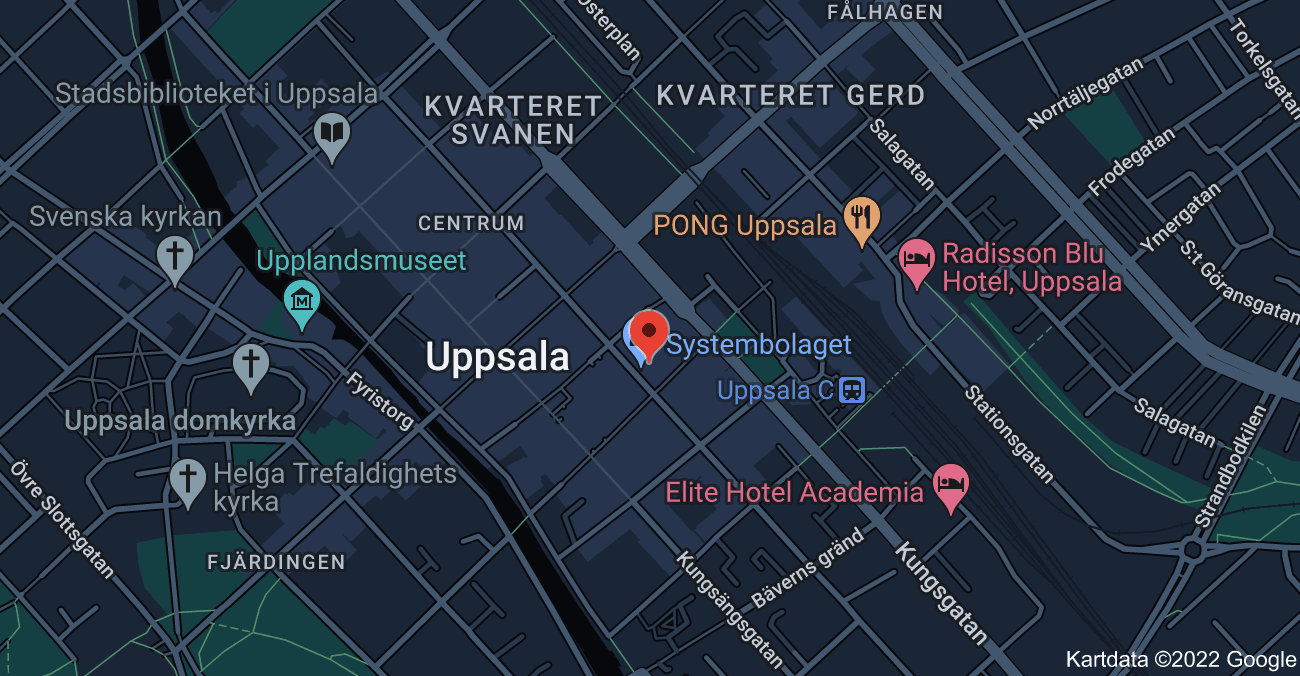 FÅLHAGEN
Österplan
Torkelsgatan
Stadsbiblioteket i Uppsala
KVARTERET
SVANEN
KVARTERET GERD
Norrtäljegatan
Salagatan
Frodegatan
Svenska kyrkan
CENTRUM
PONG Uppsala
Ymergatan
Upplandsmuseet
Radisson Blu
Hotel, Uppsala
S:t Göransgatan
Uppsala
Systembolaget
Uppsala C
Fyristorg
Uppsala domkyrka
Stationsgatan
Salagatan
Strandbodkilen
Helga Trefaldighets
kyrka
Elite Hotel Academia
Övre Slottsgatan
FJÄRDINGEN
Bäverns gränd
Kungsängsgatan
Kungsgatan
Kartdata ©2022 Google